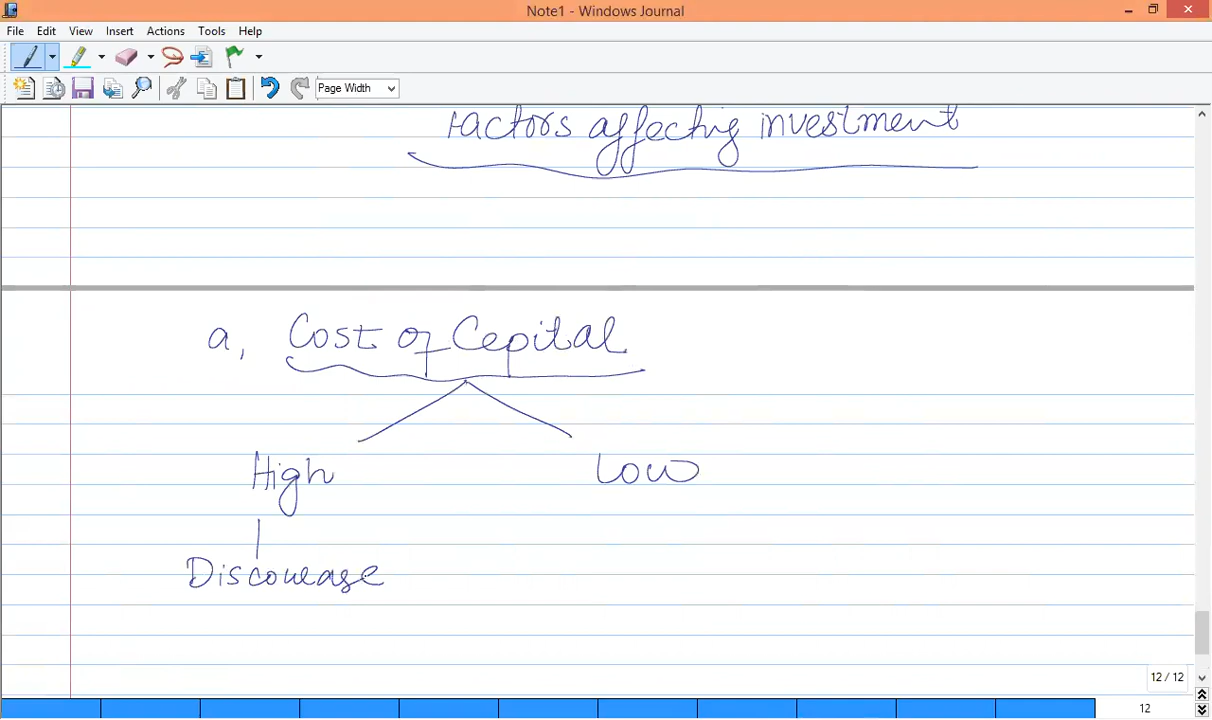 Note1 - Windows Journal
File Edit View Insert Actions Tools Help
Page Width
Factors affecting investment
a, Cost of Cepital
High Low
Discourage
12 / 12
12